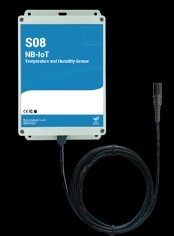 S08
NB-IoT
Temperature and Humidity Sensor